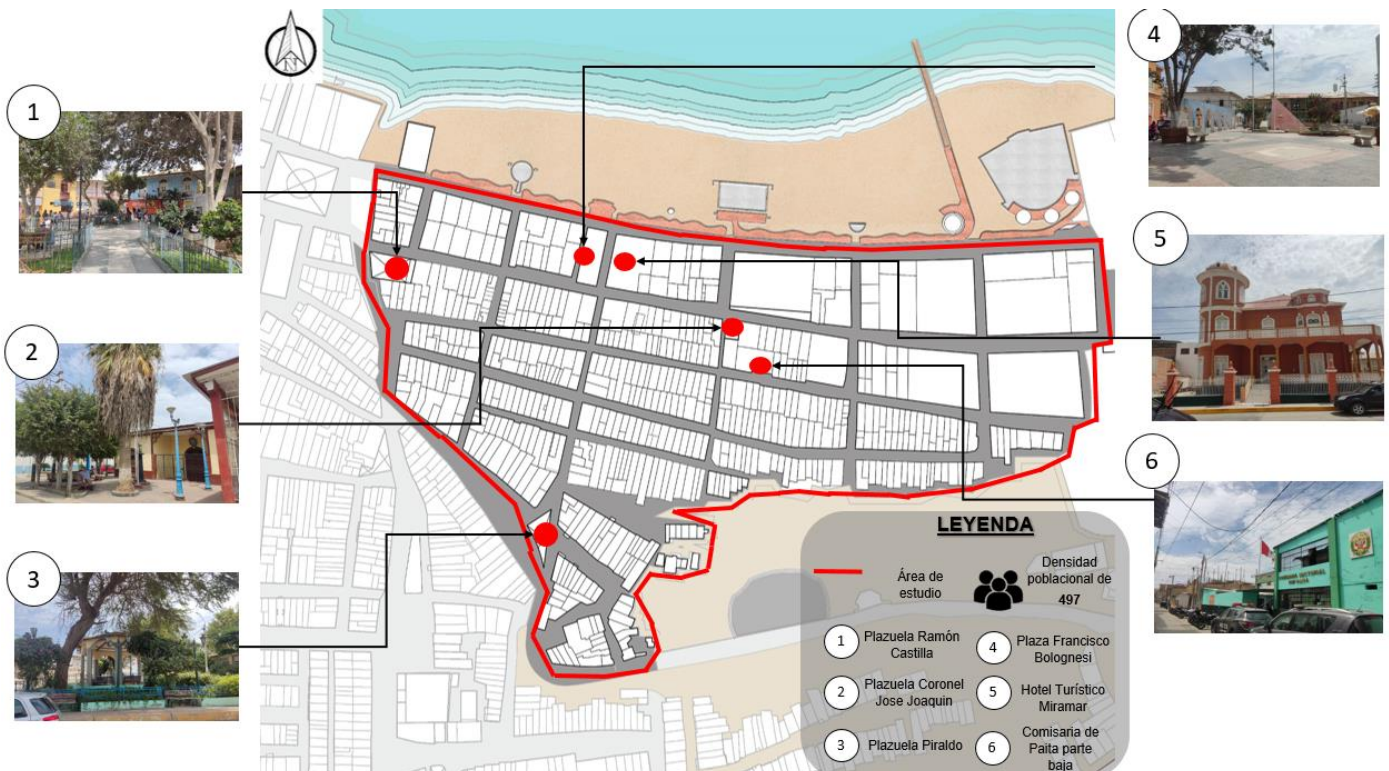 N
1
2
3
4
5
6
LEYENDA
Área de
estudio
Densidad
poblacional de
497
1
Plazuela Ramón
Castilla
2
Plazuela Coronel
Jose Joaquin
3
Plazuela Piraldo
4
Plaza Francisco
Bolognesi
5
Hotel Turístico
Miramar
6
Comisaria de
Paita parte
baja